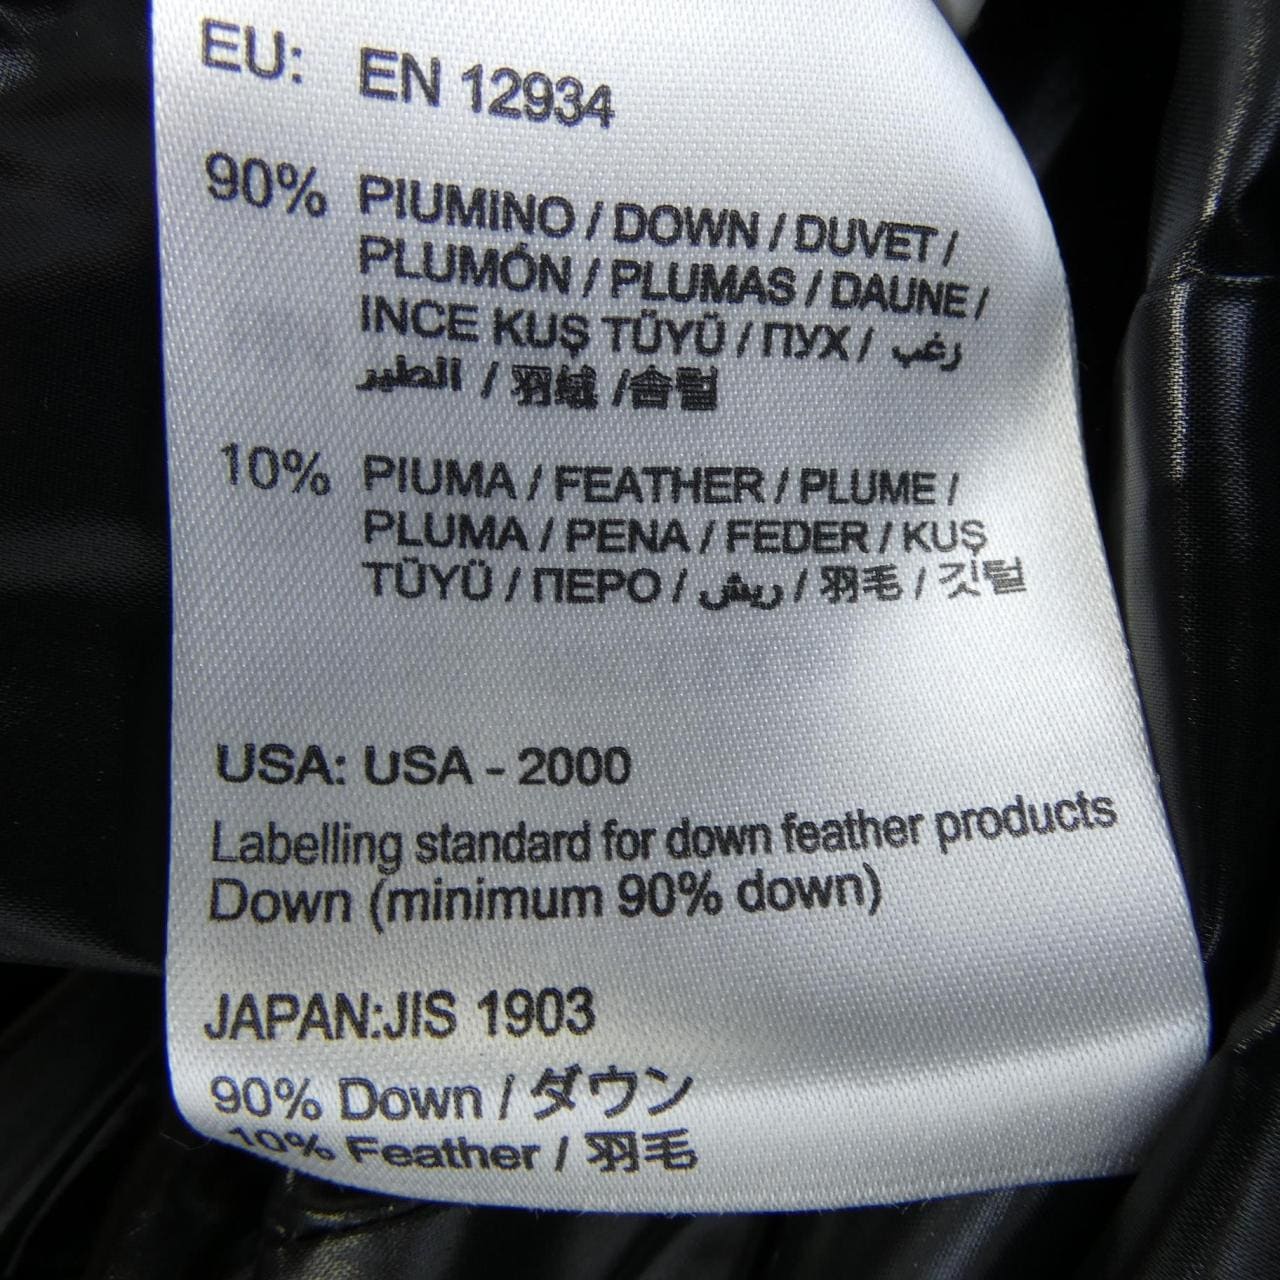 EU: EN 12934
90% PIUMINO / DOWN / DUVET /
PLUMÓN / PLUMAS / DAUNE /
INCE KUŞ TÜYÜ / ПУХ / زغب
الطير / 羽绒 /솜털
10% PIUMA / FEATHER / PLUME /
PLUMA / PENA / FEDER / KUŞ
TÜYÜ / ПЕРО / ريش / 羽毛 / 깃털
USA: USA - 2000
Labelling standard for down feather products
Down (minimum 90% down)
JAPAN:JIS 1903
90% Down / ダウン
10% Feather / 羽毛